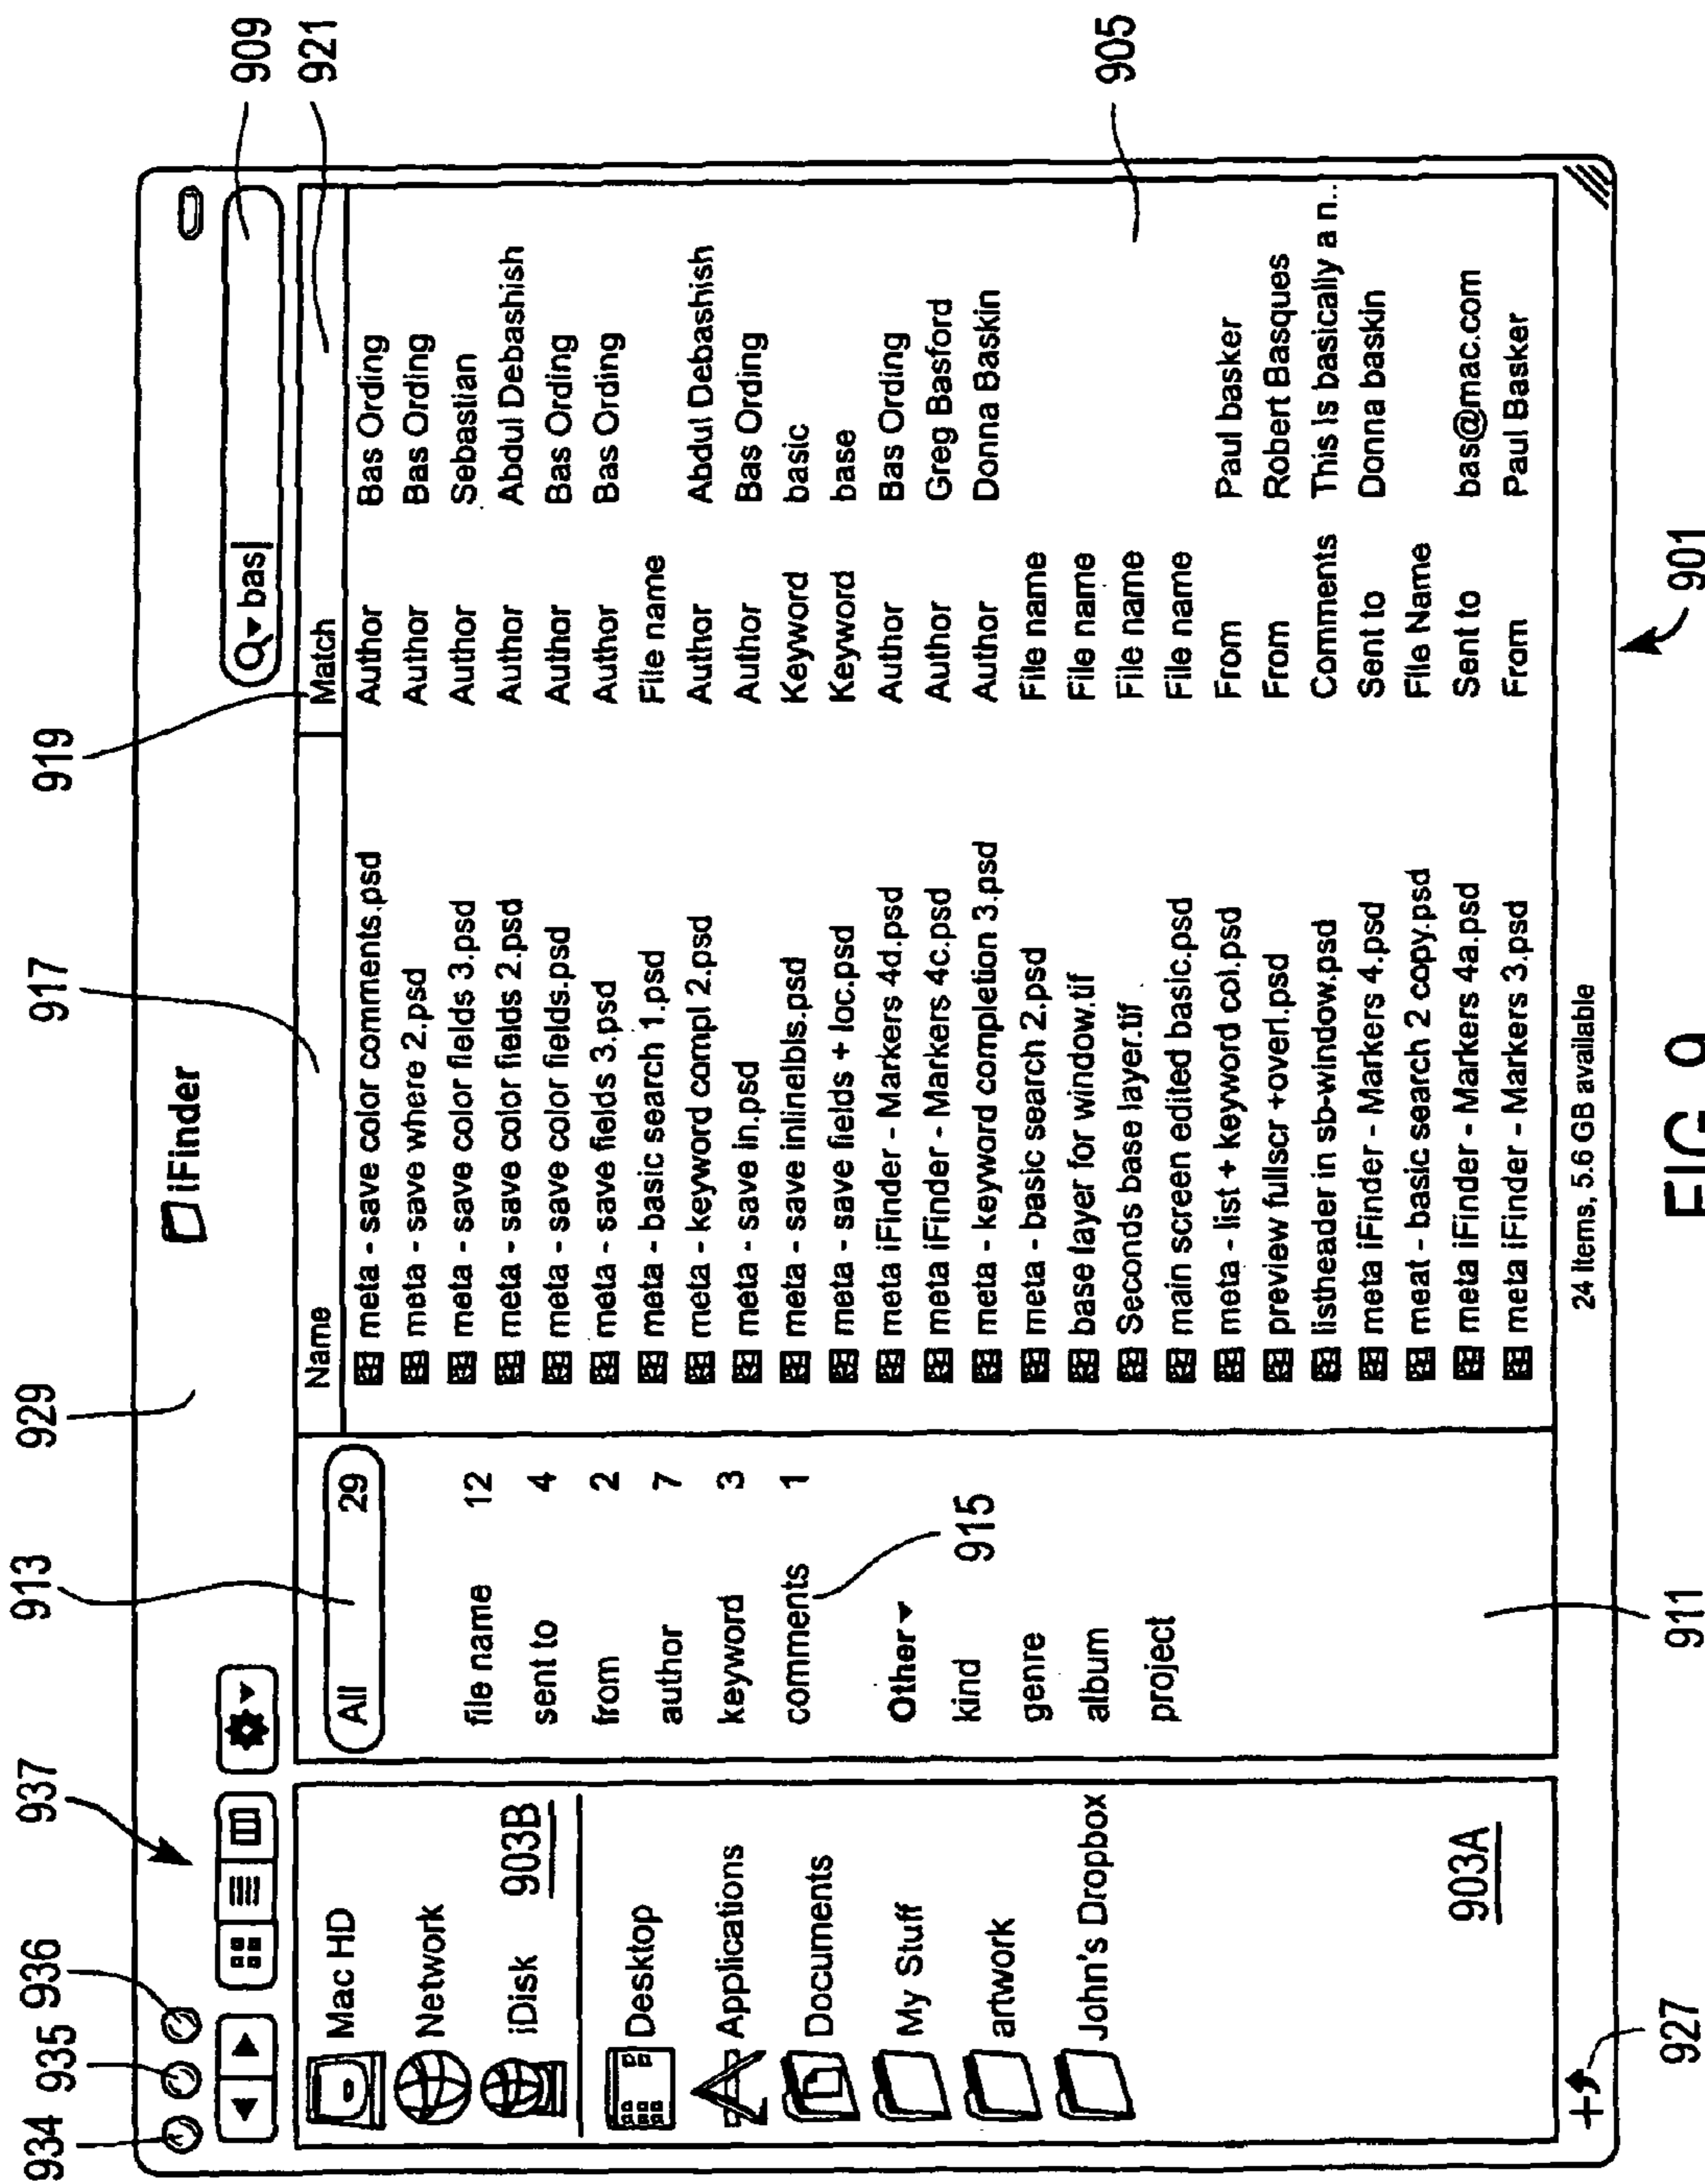 934 935 936 937 913 929 917 919
iFinder
bas
909
921
Mac HD
Network
iDisk
903B
Desktop
Applications
Documents
My Stuff
artwork
John's Dropbox
903A
All 29
file name 12
sent to 4
from 2
author 7
keyword 3
comments 1
915
Other
kind
genre
album
project
Name Match
meta - save color comments.psd Author Bas Ording
meta - save where 2.psd Author Bas Ording
meta - save color fields 3.psd Author Sebastian
meta - save color fields 2.psd Author Abdul Debashish
meta - save color fields.psd Author Bas Ording
meta - save fields 3.psd Author Bas Ording
meta - basic search 1.psd File name
meta - keyword compl 2.psd Author Abdul Debashish
meta - save in.psd Author Bas Ording
meta - save inlinelbls.psd Keyword basic
meta - save fields + loc.psd Keyword base
meta iFinder - Markers 4d.psd Author Bas Ording
meta iFinder - Markers 4c.psd Author Greg Basford
meta - keyword completion 3.psd Author Donna Baskin
meta - basic search 2.psd File name
base layer for window.tif File name
Seconds base layer.tif File name
main screen edited basic.psd File name
meta - list + keyword col.psd From Paul basker
preview fullscr +overl.psd From Robert Basques
listheader in sb-window.psd Comments This Is basically a n..
meta iFinder - Markers 4.psd Sent to Donna baskin
meat - basic search 2 copy.psd File Name
meta iFinder - Markers 4a.psd Sent to bas@mac.com
meta iFinder - Markers 3.psd From Paul Basker
905
24 Items, 5.6 GB available
927 911 901
FIG. 9